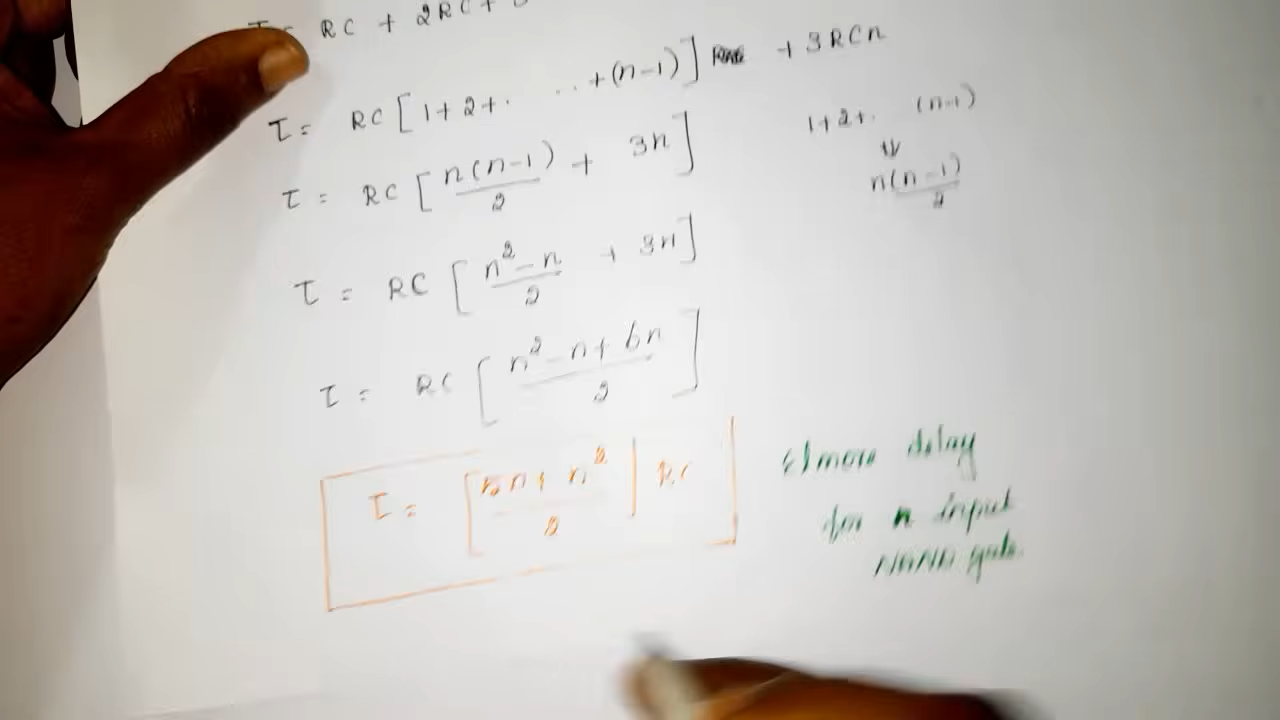 τ = RC + 2RC +
τ = RC [ 1+2+. . . +(n-1) ] + 3RCn
τ = RC [ n(n-1)/2 + 3n ]
1+2+. (n-1)
⇓
n(n-1)/2
τ = RC [ n²-n/2 + 3n ]
τ = RC [ n²-n+6n/2 ]
τ = [ 5n+n²/2 ] RC
Elmore delay
for n input
NAND gate.